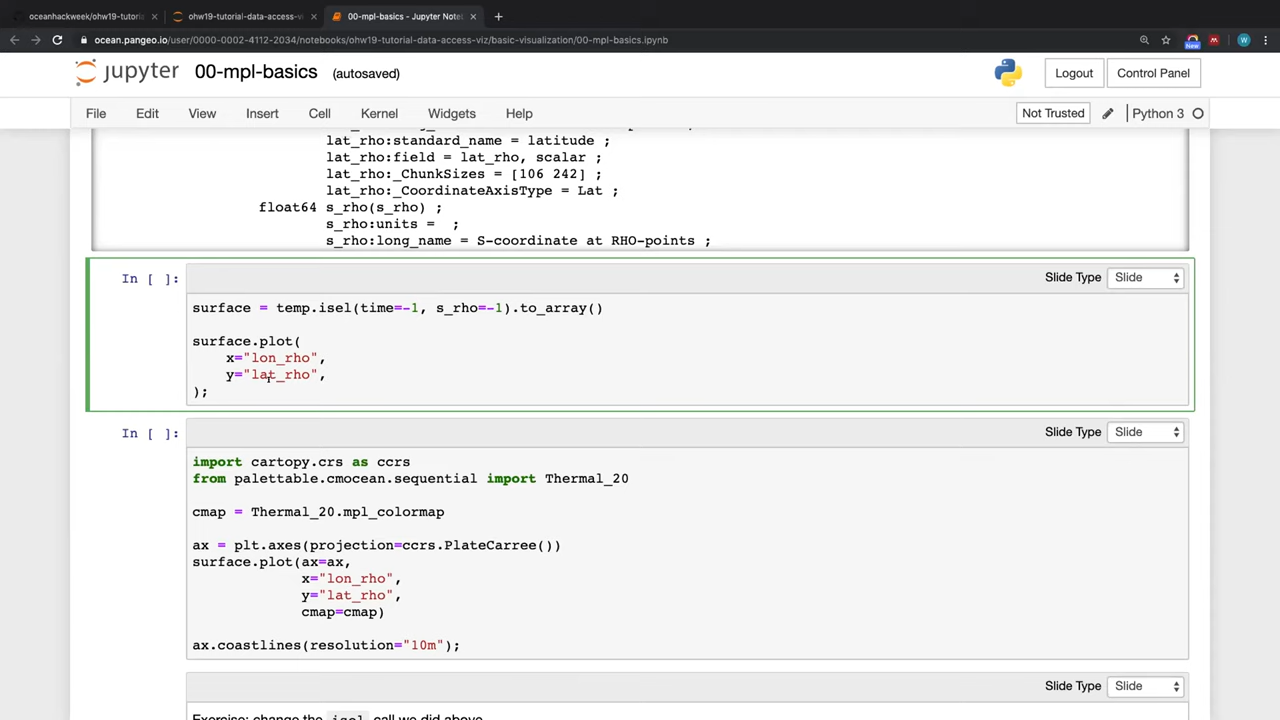 oceanhackweek/ohw19-tutori
ohw19-tutorial-data-access-vi
00-mpl-basics - Jupyter Note
ocean.pangeo.io/user/0000-0002-4112-2034/notebooks/ohw19-tutorial-data-access-viz/basic-visualization/00-mpl-basics.ipynb
New
W
jupyter 00-mpl-basics (autosaved)
Logout
Control Panel
File Edit View Insert Cell Kernel Widgets Help
Not Trusted
Python 3
lat_rho:standard_name = latitude ;
lat_rho:field = lat_rho, scalar ;
lat_rho:_ChunkSizes = [106 242] ;
lat_rho:_CoordinateAxisType = Lat ;
float64 s_rho(s_rho) ;
s_rho:units =  ;
s_rho:long_name = S-coordinate at RHO-points ;
In [ ]:
Slide Type Slide
surface = temp.isel(time=-1, s_rho=-1).to_array()
surface.plot(
x="lon_rho",
y="lat_rho",
);
In [ ]:
Slide Type Slide
import cartopy.crs as ccrs
from palettable.cmocean.sequential import Thermal_20
cmap = Thermal_20.mpl_colormap
ax = plt.axes(projection=ccrs.PlateCarree())
surface.plot(ax=ax,
x="lon_rho",
y="lat_rho",
cmap=cmap)
ax.coastlines(resolution="10m");
Slide Type Slide
Exercise: change the isel call we did above